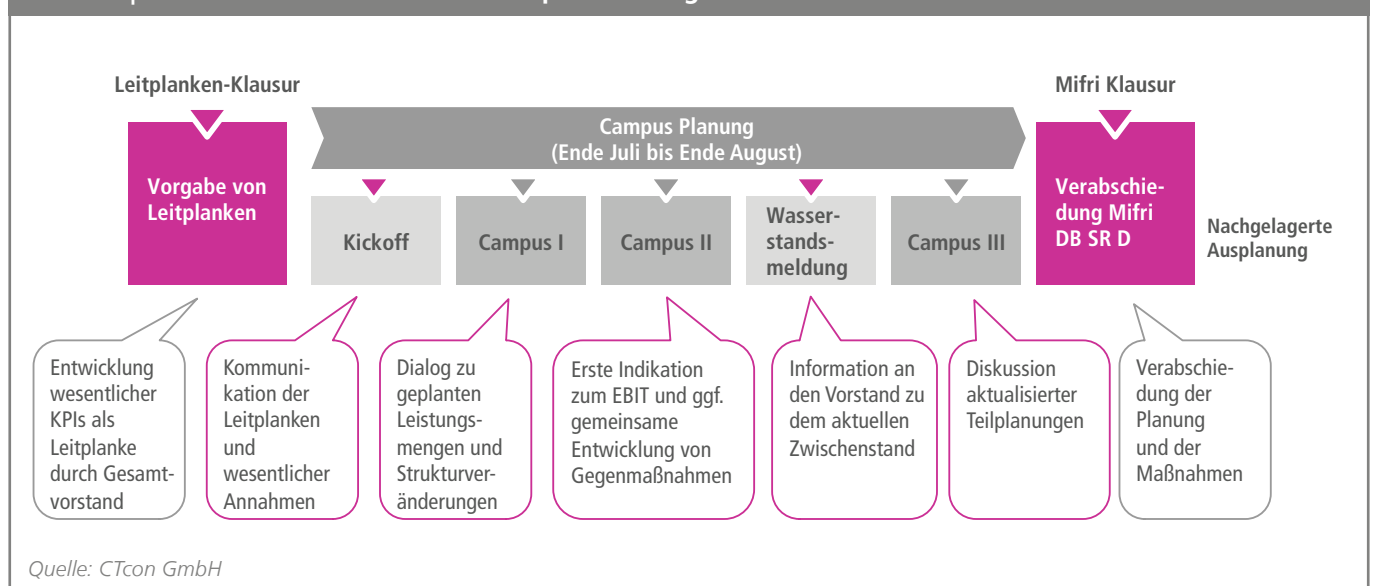 Leitplanken-Klausur
Mifri Klausur
Campus Planung
(Ende Juli bis Ende August)
Vorgabe von
Leitplanken
Kickoff
Campus I
Campus II
Wasser-
stands-
meldung
Campus III
Verabschie-
dung Mifri
DB SR D
Nachgelagerte
Ausplanung
Entwicklung
wesentlicher
KPIs als
Leitplanke
durch Gesamt-
vorstand
Kommuni-
kation der
Leitplanken
und
wesentlicher
Annahmen
Dialog zu
geplanten
Leistungs-
mengen und
Strukturver-
änderungen
Erste Indikation
zum EBIT und ggf.
gemeinsame
Entwicklung von
Gegenmaßnahmen
Information an
den Vorstand zu
dem aktuellen
Zwischenstand
Diskussion
aktualisierter
Teilplanungen
Verabschie-
dung der
Planung
und der
Maßnahmen
Quelle: CTcon GmbH